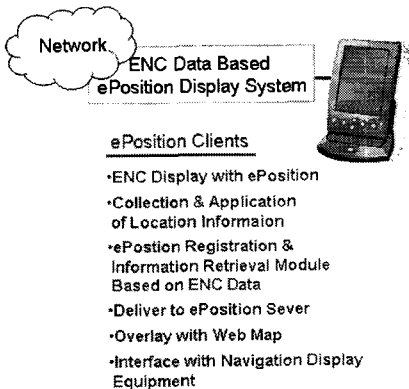 Network
ENC Data Based
ePosition Display System
ePosition Clients
•ENC Display with ePosition
•Collection & Application
of Location Informaion
•ePostion Registration &
Information Retrieval Module
Based on ENC Data
•Deliver to ePosition Sever
•Overlay with Web Map
•Interface with Navigation Display
Equipment